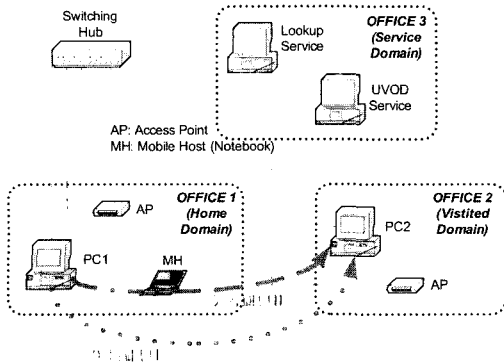 Switching
Hub
OFFICE 3
(Service
Domain)
Lookup
Service
UVOD
Service
AP: Access Point
MH: Mobile Host (Notebook)
OFFICE 1
(Home
Domain)
AP
PC1
MH
OFFICE 2
(Vistited
Domain)
PC2
AP